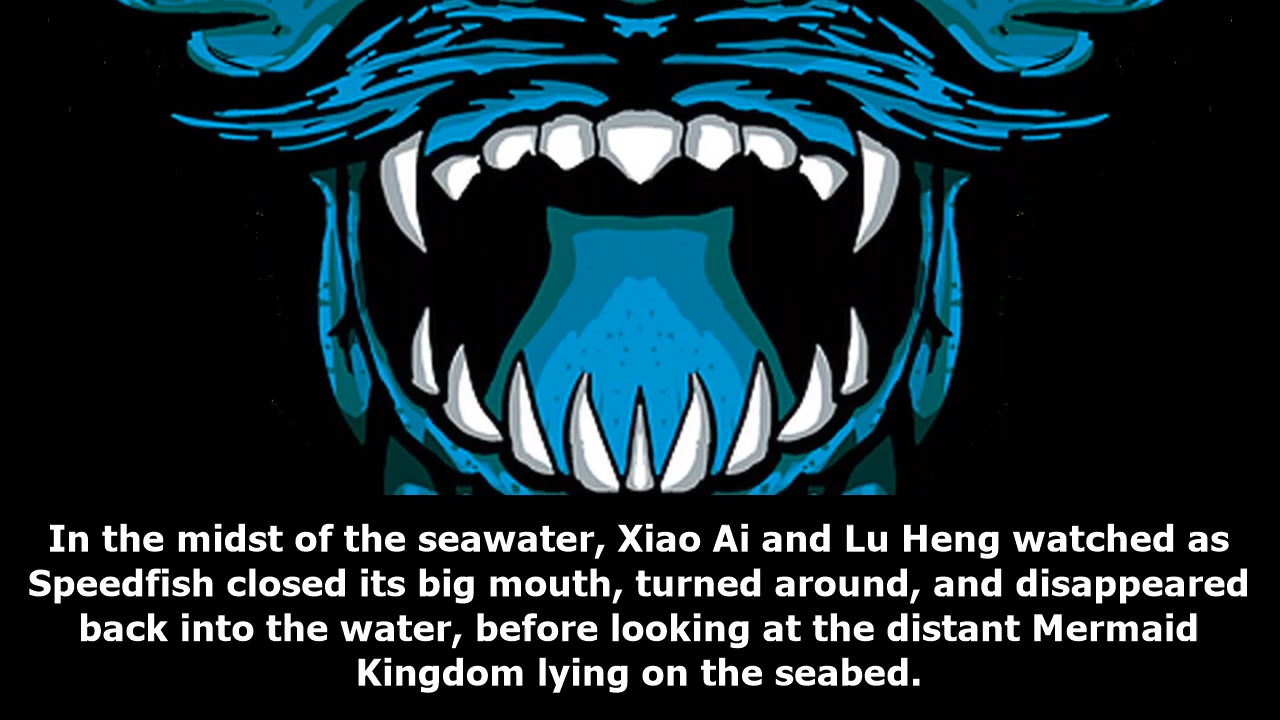 In the midst of the seawater, Xiao Ai and Lu Heng watched as
Speedfish closed its big mouth, turned around, and disappeared
back into the water, before looking at the distant Mermaid
Kingdom lying on the seabed.